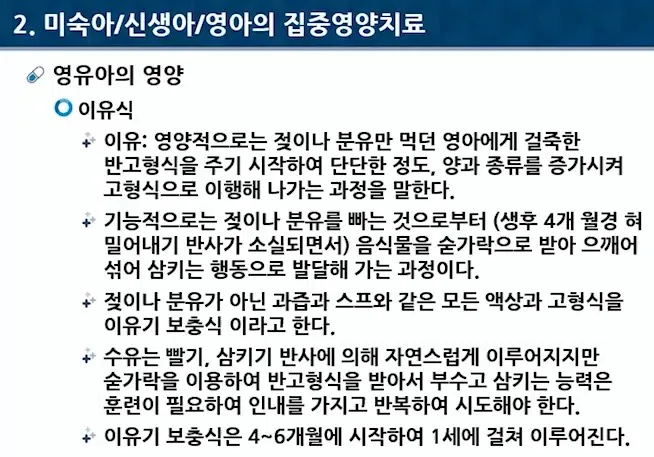 2. 미숙아/신생아/영아의 집중영양치료
영유아의 영양
이유식
이유: 영양적으로는 젖이나 분유만 먹던 영아에게 걸죽한
반고형식을 주기 시작하여 단단한 정도, 양과 종류를 증가시켜
고형식으로 이행해 나가는 과정을 말한다.
기능적으로는 젖이나 분유를 빠는 것으로부터 (생후 4개 월경 혀
밀어내기 반사가 소실되면서) 음식물을 숟가락으로 받아 으깨어
섞어 삼키는 행동으로 발달해 가는 과정이다.
젖이나 분유가 아닌 과즙과 스프와 같은 모든 액상과 고형식을
이유기 보충식 이라고 한다.
수유는 빨기, 삼키기 반사에 의해 자연스럽게 이루어지지만
숟가락을 이용하여 반고형식을 받아서 부수고 삼키는 능력은
훈련이 필요하여 인내를 가지고 반복하여 시도해야 한다.
이유기 보충식은 4~6개월에 시작하여 1세에 걸쳐 이루어진다.